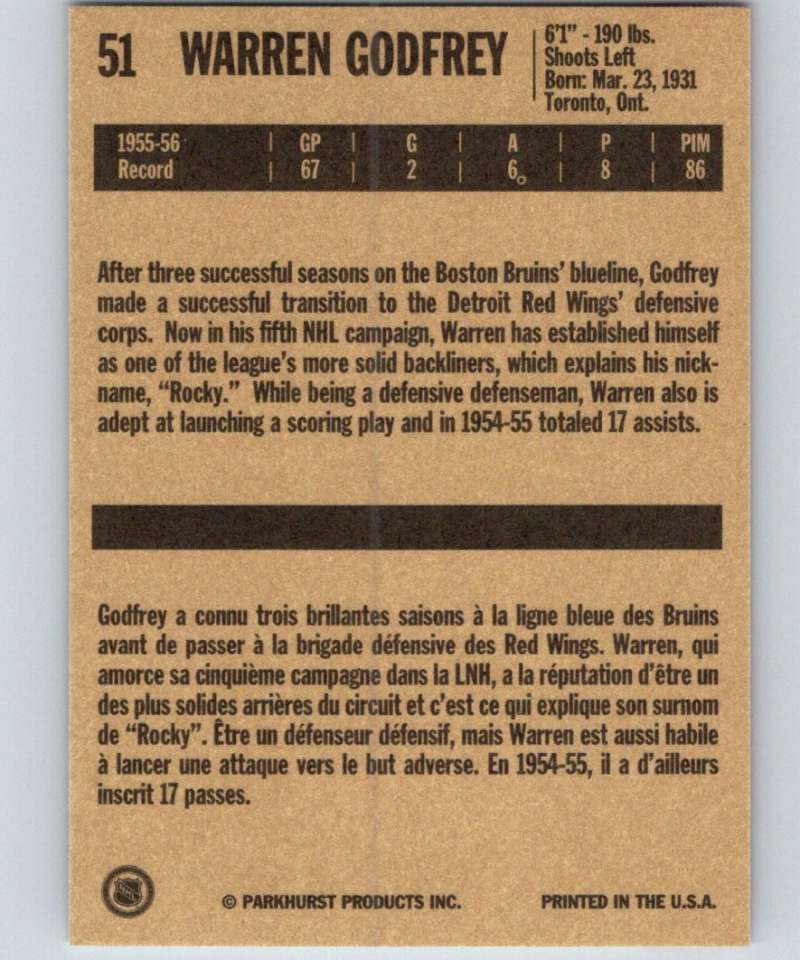 51 WARREN GODFREY
6'1" - 190 lbs.
Shoots Left
Born: Mar. 23, 1931
Toronto, Ont.
1955-56 | GP | G | A | P | PIM
Record | 67 | 2 | 6 | 8 | 86
After three successful seasons on the Boston Bruins' blueline, Godfrey
made a successful transition to the Detroit Red Wings' defensive
corps. Now in his fifth NHL campaign, Warren has established himself
as one of the league's more solid backliners, which explains his nick-
name, "Rocky." While being a defensive defenseman, Warren also is
adept at launching a scoring play and in 1954-55 totaled 17 assists.
Godfrey a connu trois brillantes saisons à la ligne bleue des Bruins
avant de passer à la brigade défensive des Red Wings. Warren, qui
amorce sa cinquième campagne dans la LNH, a la réputation d'être un
des plus solides arrières du circuit et c'est ce qui explique son surnom
de "Rocky". Être un défenseur défensif, mais Warren est aussi habile
à lancer une attaque vers le but adverse. En 1954-55, il a d'ailleurs
inscrit 17 passes.
NHL
© PARKHURST PRODUCTS INC. PRINTED IN THE U.S.A.